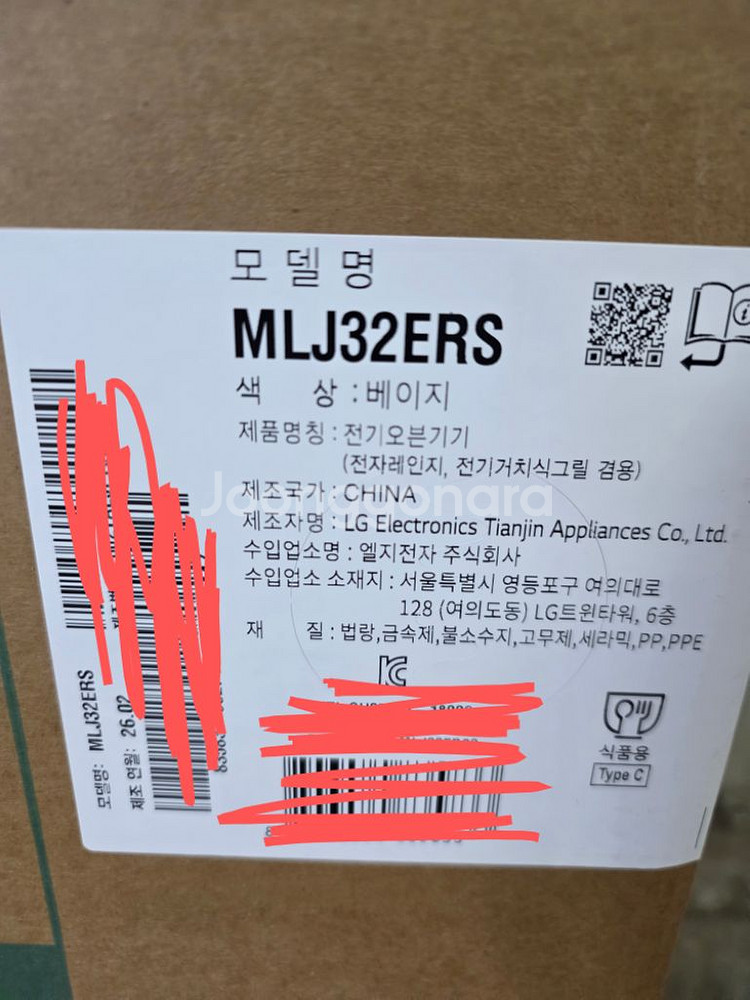 모델명
MLJ32ERS
색 상 : 베이지
제품명칭 : 전기오븐기기
(전자레인지, 전기거치식그릴 겸용)
제조국가 : CHINA
제조자명 : LG Electronics Tianjin Appliances Co., Ltd.
수입업소명 : 엘지전자 주식회사
수입업소 소재지 : 서울특별시 영등포구 여의대로
128 (여의도동) LG트윈타워, 6층
재 질 : 법랑,금속제,불소수지,고무제,세라믹,PP,PPE
식품용
Type C
모델명: MLJ32ERS
제조 연월: 26.02
Joonggonara